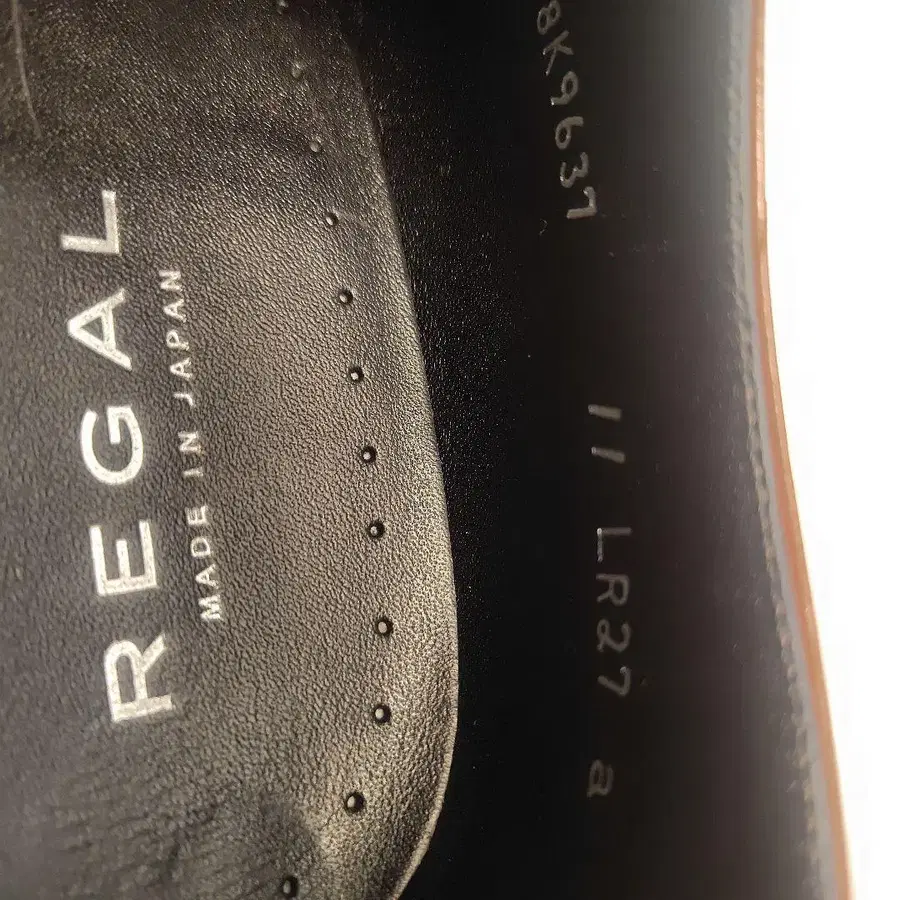 REGAL
MADE IN JAPAN
8K9637
11 LR27 a